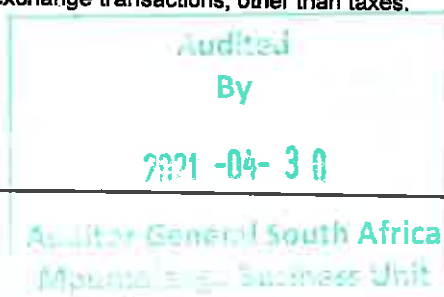 exchange transactions, other than taxes.
Audited
By
2021 -04- 30
Auditor General South Africa
Mpumalanga Business Unit